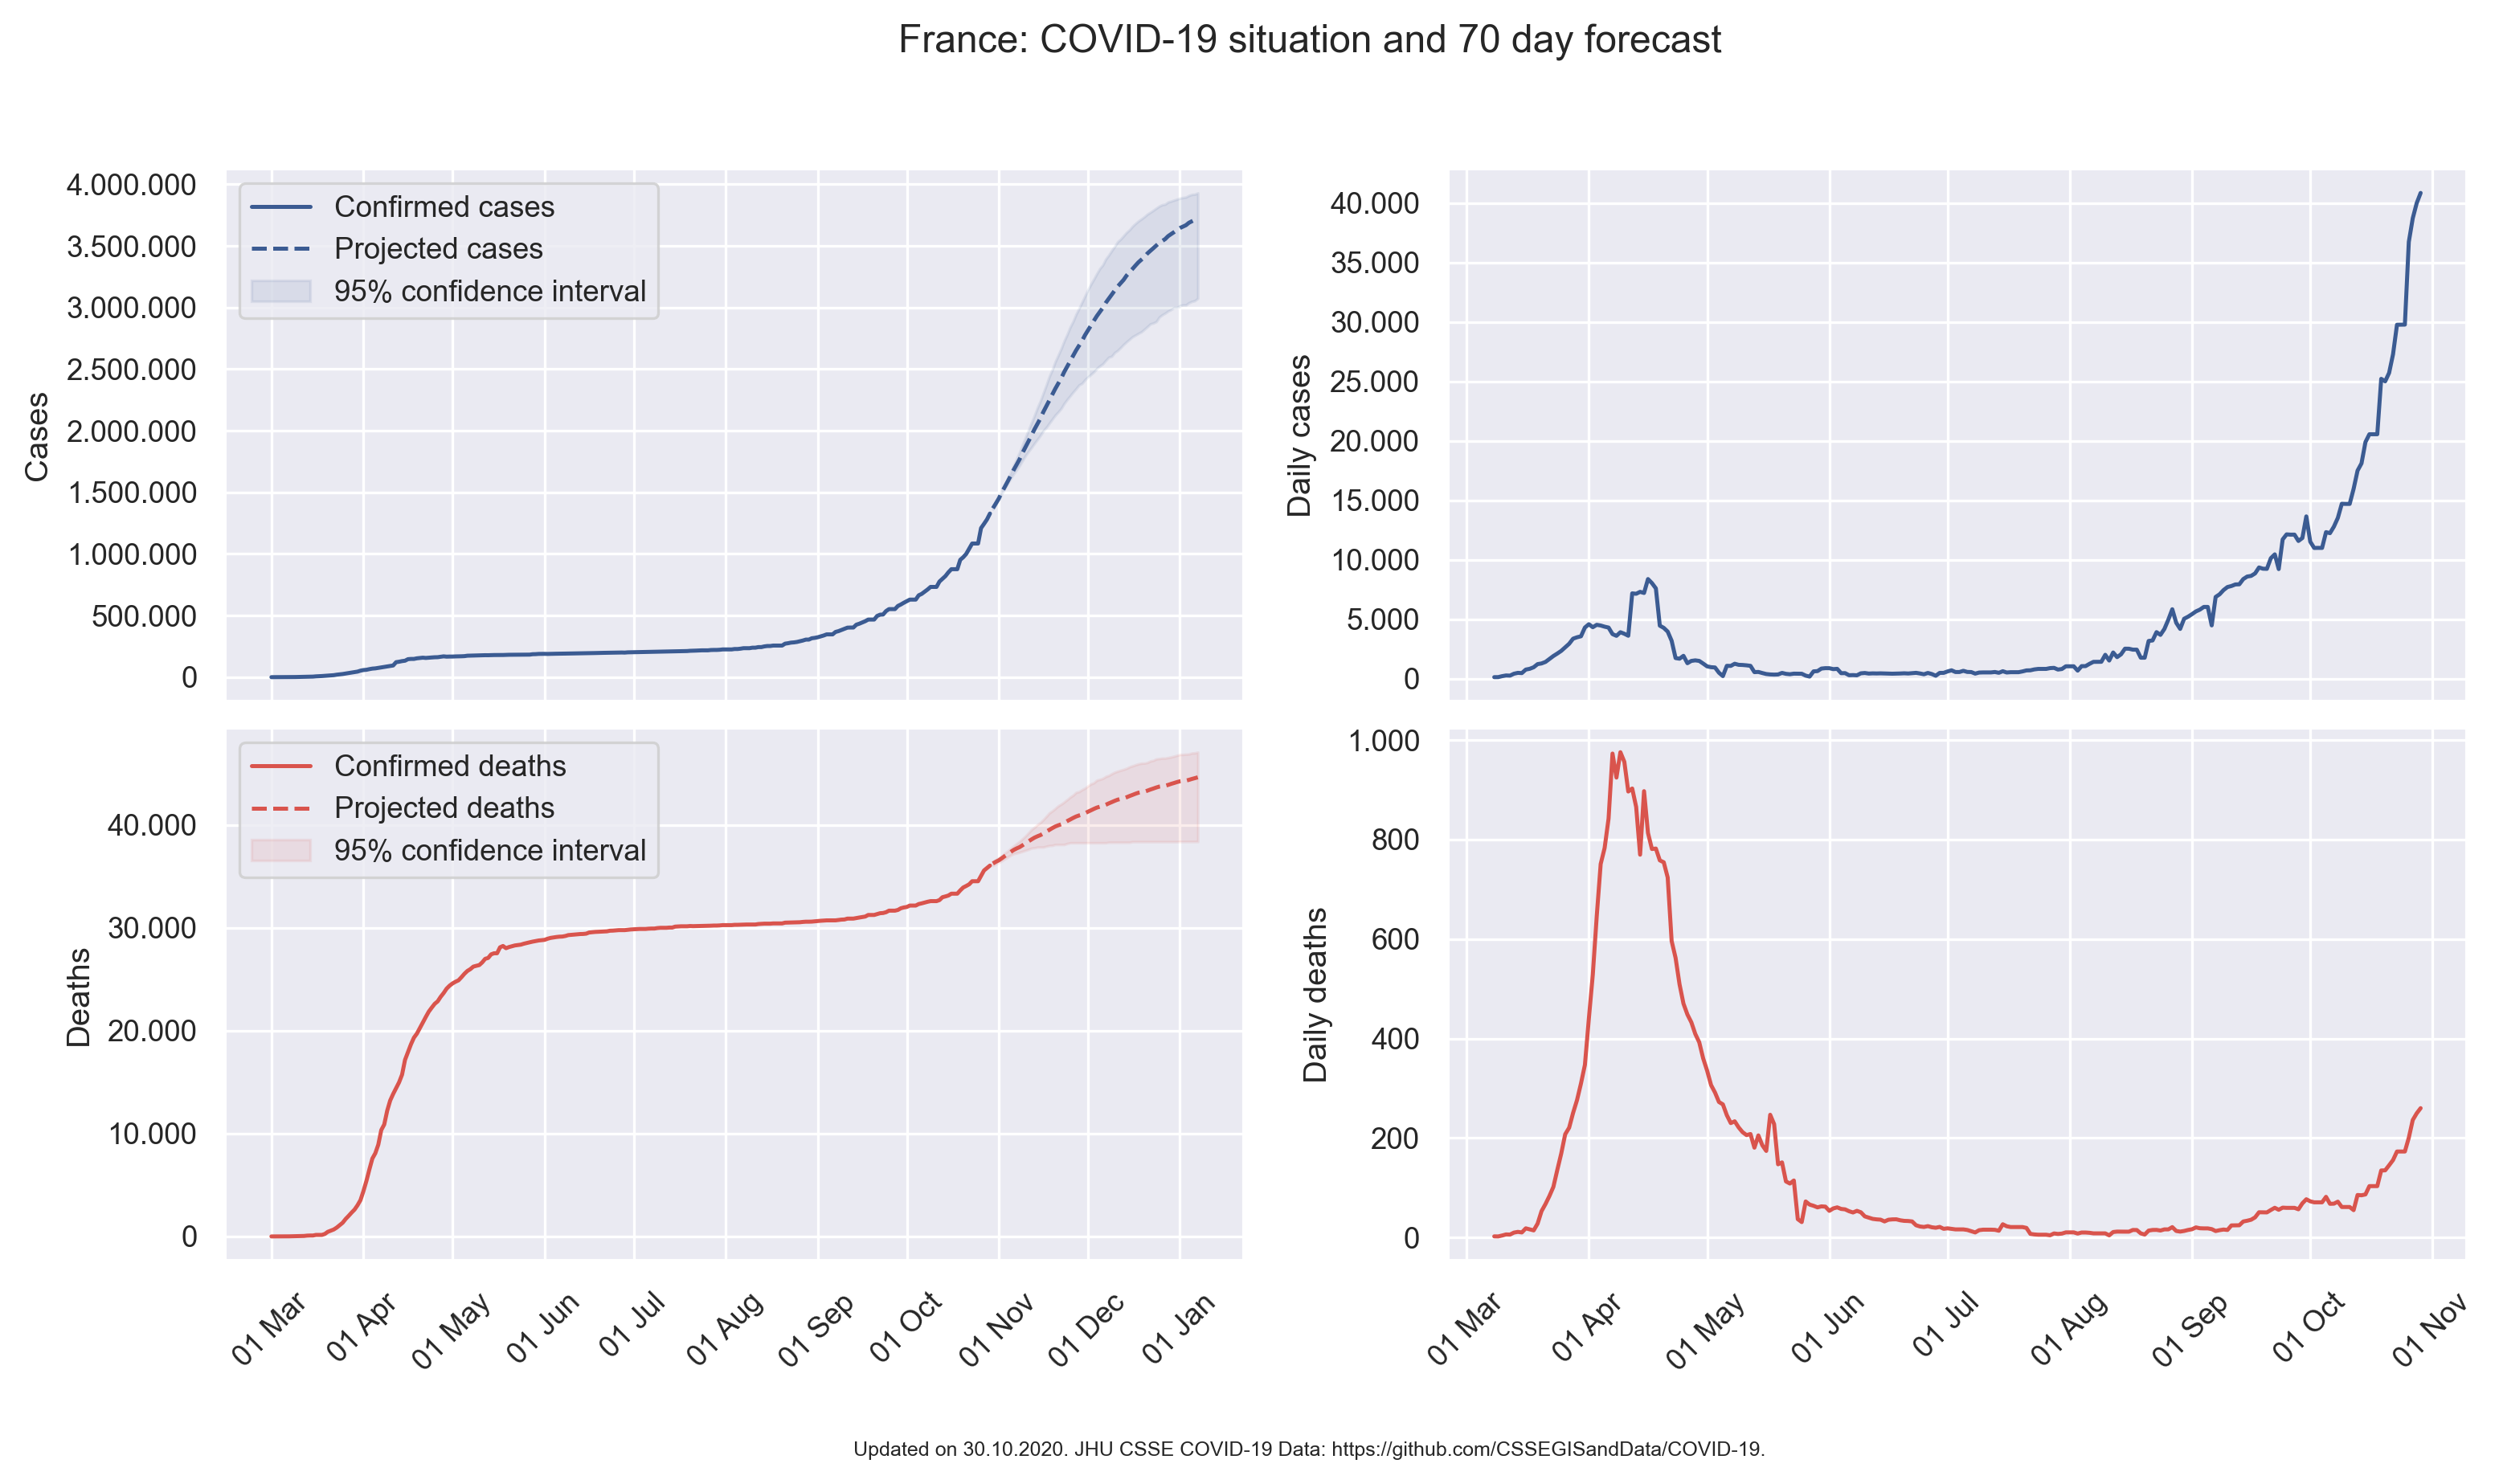 France: COVID-19 situation and 70 day forecast
4.000.000
3.500.000
3.000.000
2.500.000
2.000.000
1.500.000
1.000.000
500.000
0
Cases
Confirmed cases
Projected cases
95% confidence interval
40.000
35.000
30.000
25.000
20.000
15.000
10.000
5.000
0
Daily cases
40.000
30.000
20.000
10.000
0
Deaths
Confirmed deaths
Projected deaths
95% confidence interval
01 Mar
01 Apr
01 May
01 Jun
01 Jul
01 Aug
01 Sep
01 Oct
01 Nov
01 Dec
01 Jan
1.000
800
600
400
200
0
Daily deaths
01 Mar
01 Apr
01 May
01 Jun
01 Jul
01 Aug
01 Sep
01 Oct
01 Nov
Updated on 30.10.2020. JHU CSSE COVID-19 Data: https://github.com/CSSEGISandData/COVID-19.